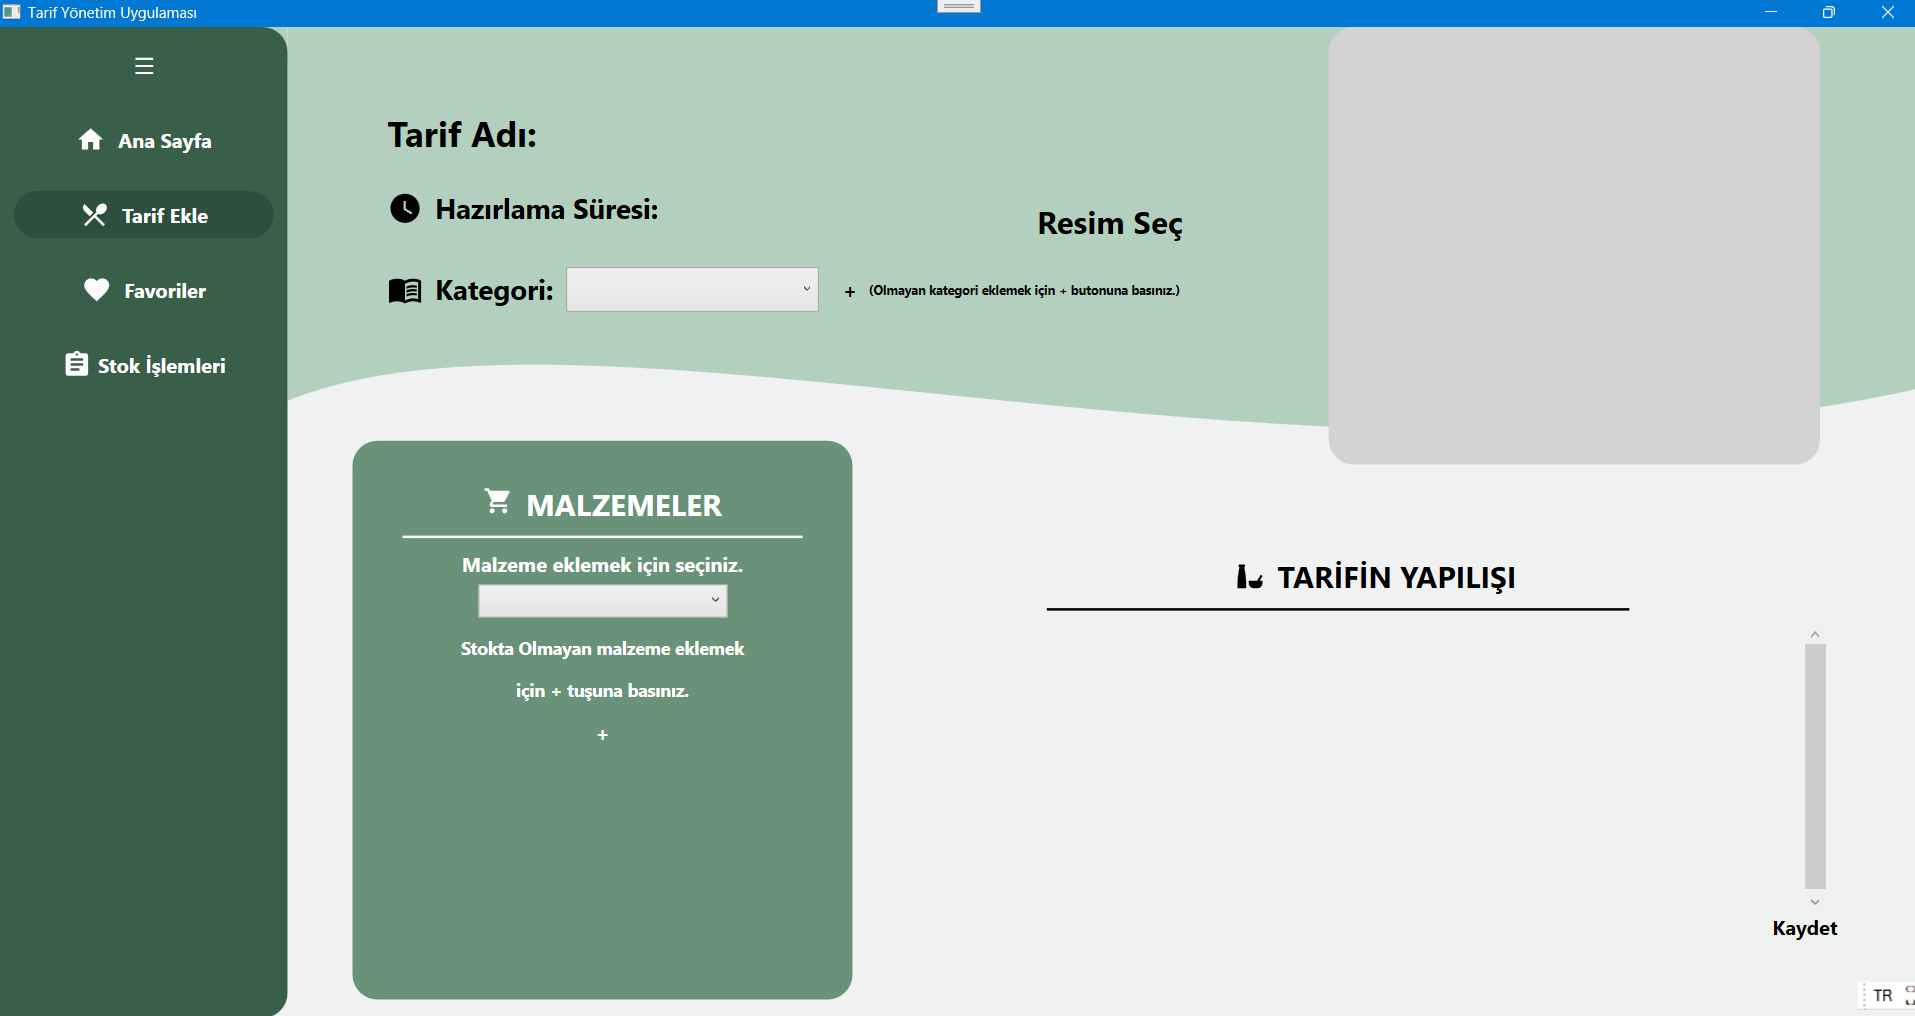 Tarif Yönetim Uygulaması
Ana Sayfa
Tarif Ekle
Favoriler
Stok İşlemleri
Tarif Adı:
Hazırlama Süresi:
Resim Seç
Kategori:
+ (Olmayan kategori eklemek için + butonuna basınız.)
MALZEMELER
Malzeme eklemek için seçiniz.
Stokta Olmayan malzeme eklemek
için + tuşuna basınız.
+
TARİFİN YAPILIŞI
Kaydet
TR